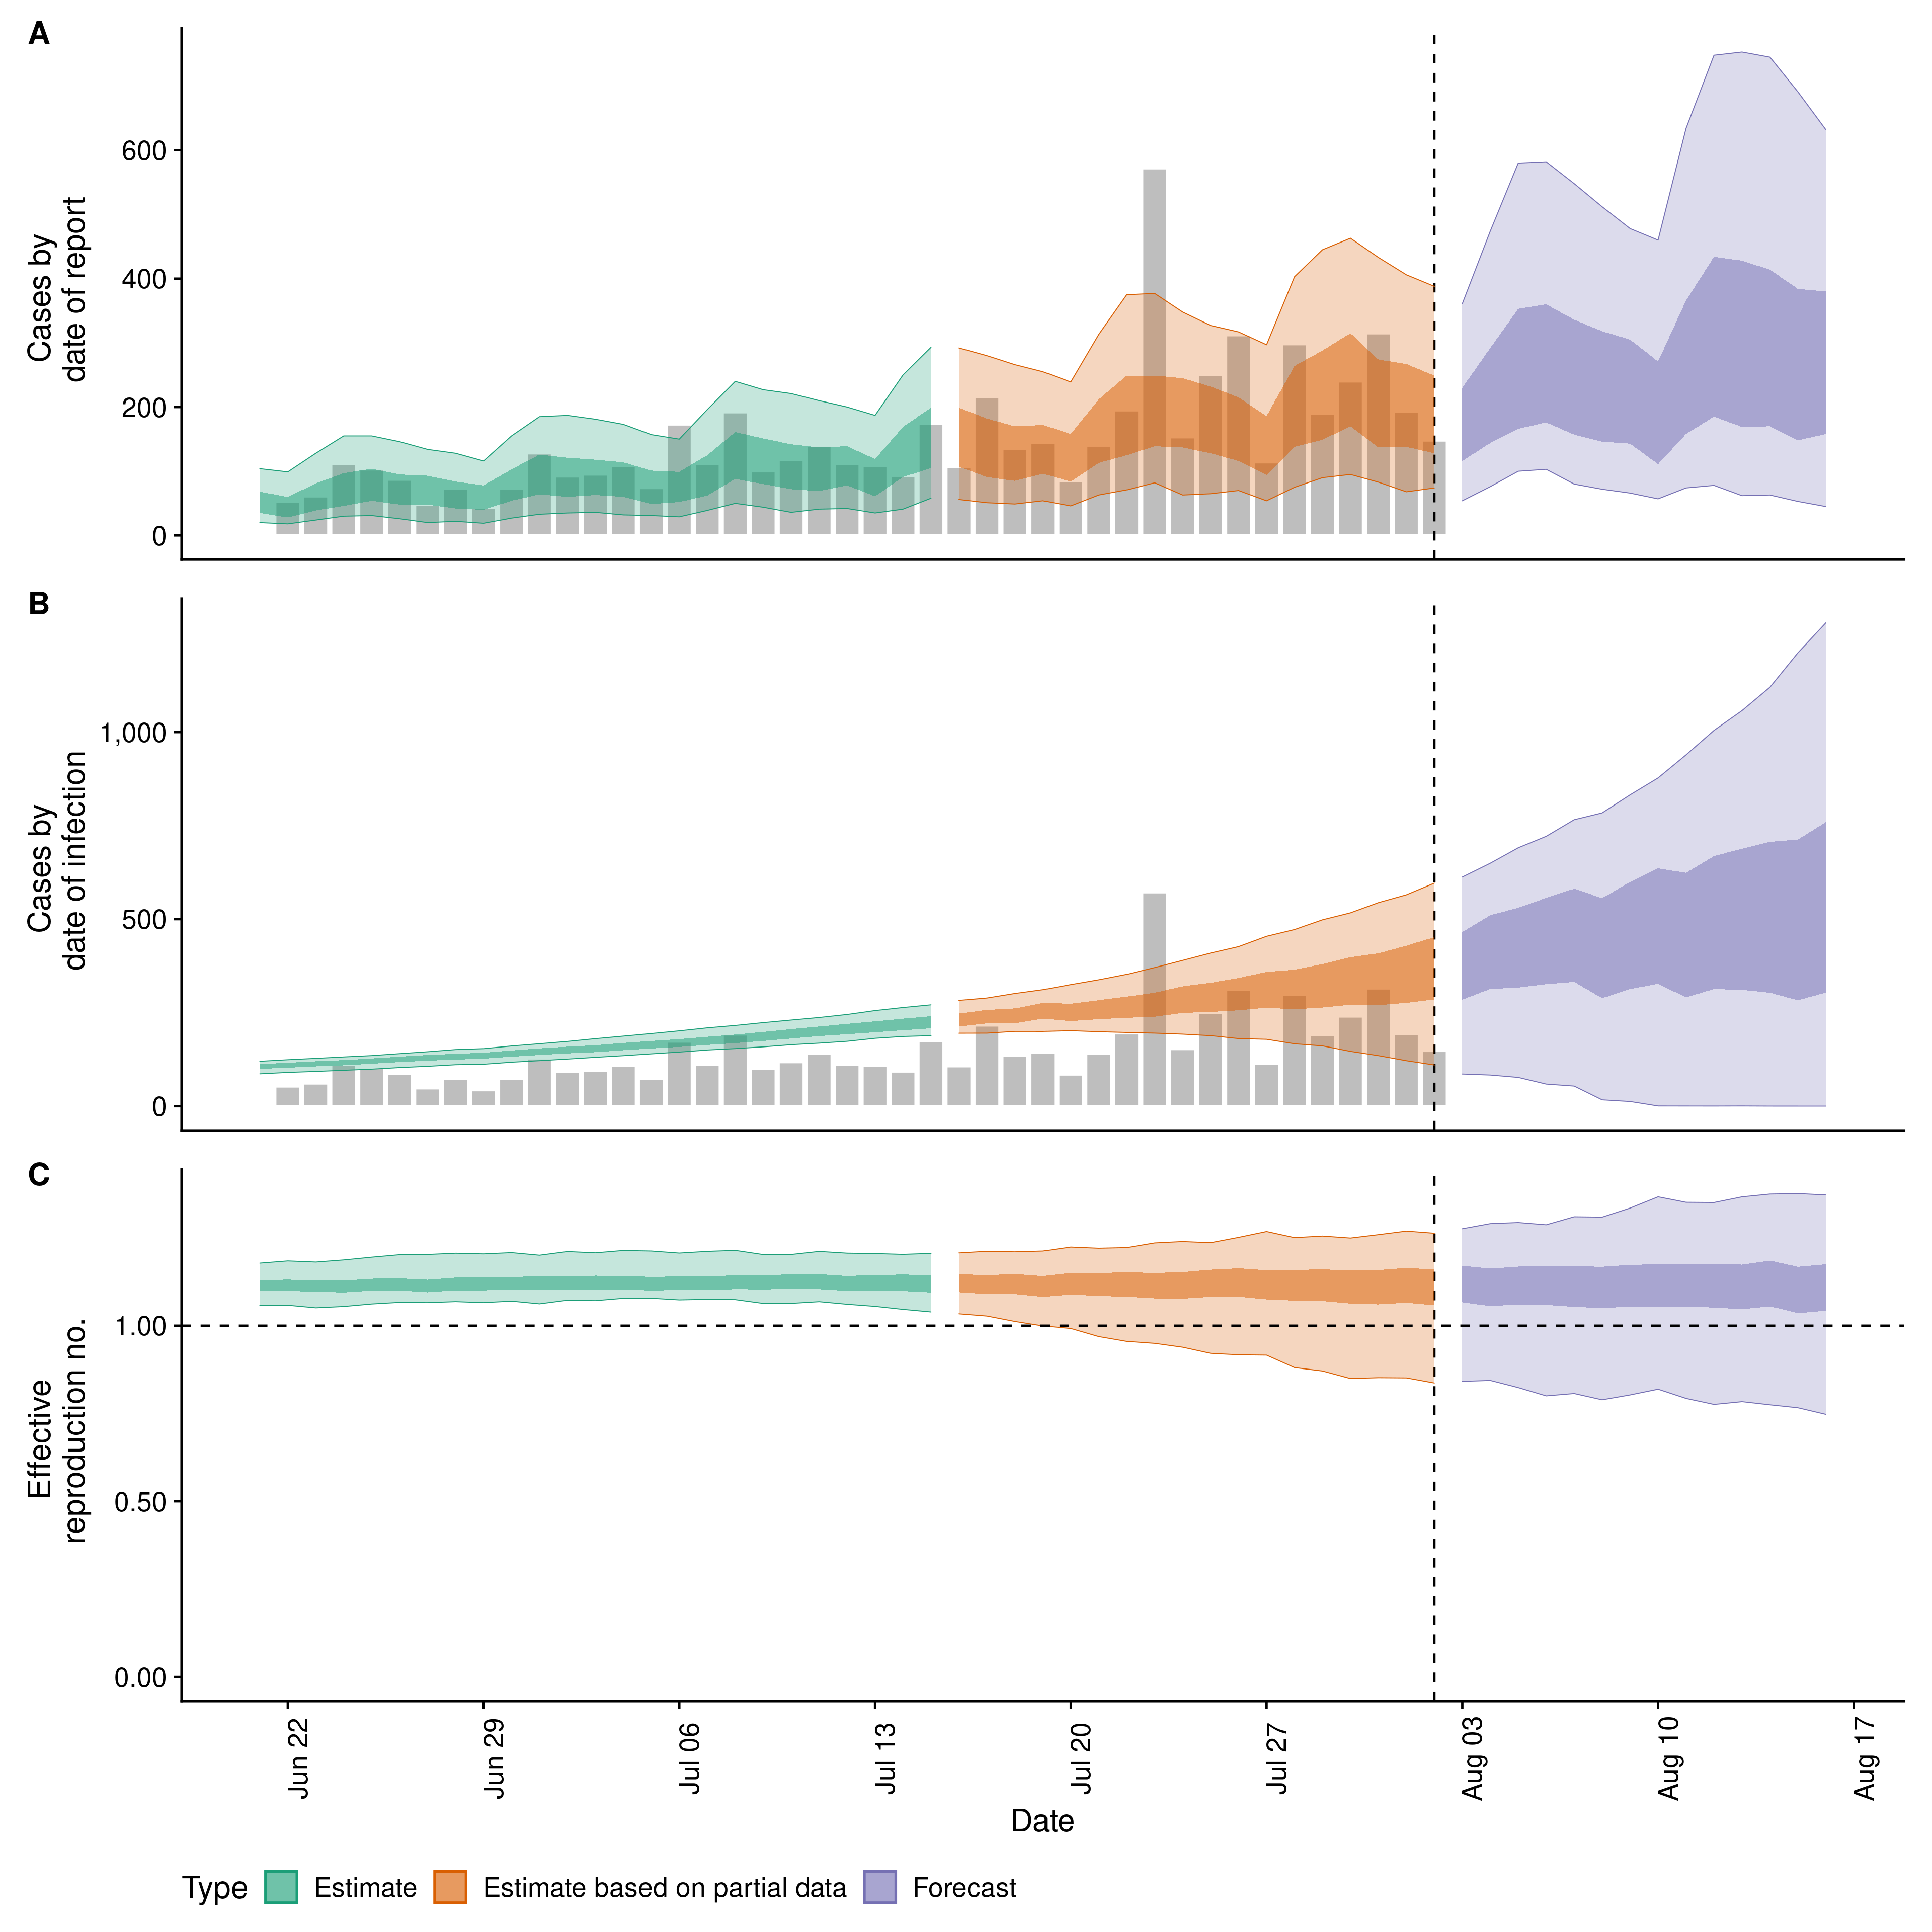 A
Cases by
date of report
600
400
200
0
B
Cases by
date of infection
1,000
500
0
C
Effective
reproduction no.
1.00
0.50
0.00
Jun 22
Jun 29
Jul 06
Jul 13
Jul 20
Jul 27
Aug 03
Aug 10
Aug 17
Date
Type Estimate Estimate based on partial data Forecast